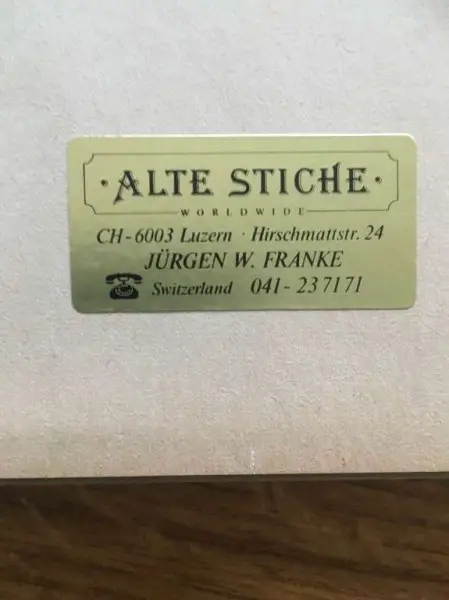 ·ALTE STICHE·
WORLDWIDE
CH-6003 Luzern · Hirschmattstr. 24
JÜRGEN W. FRANKE
Switzerland 041-237171